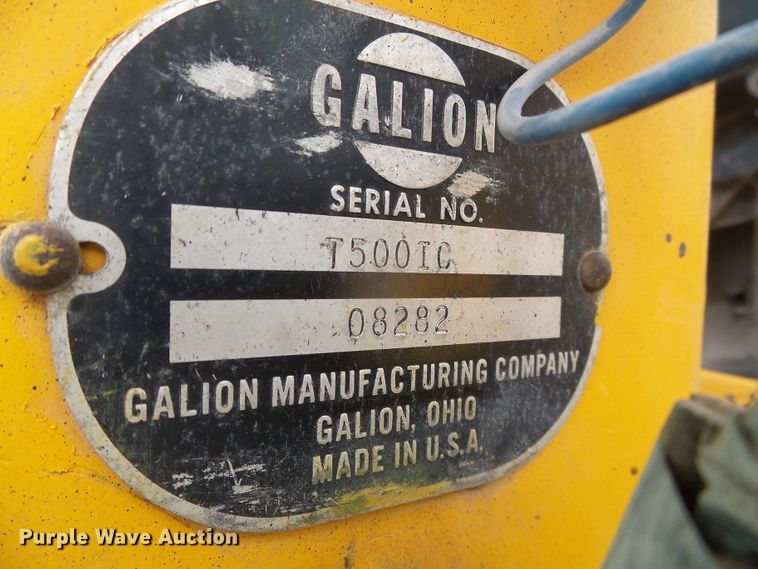 GALION
SERIAL NO.
T500IC
08282
GALION MANUFACTURING COMPANY
GALION, OHIO
MADE IN U.S.A.
Purple Wave Auction